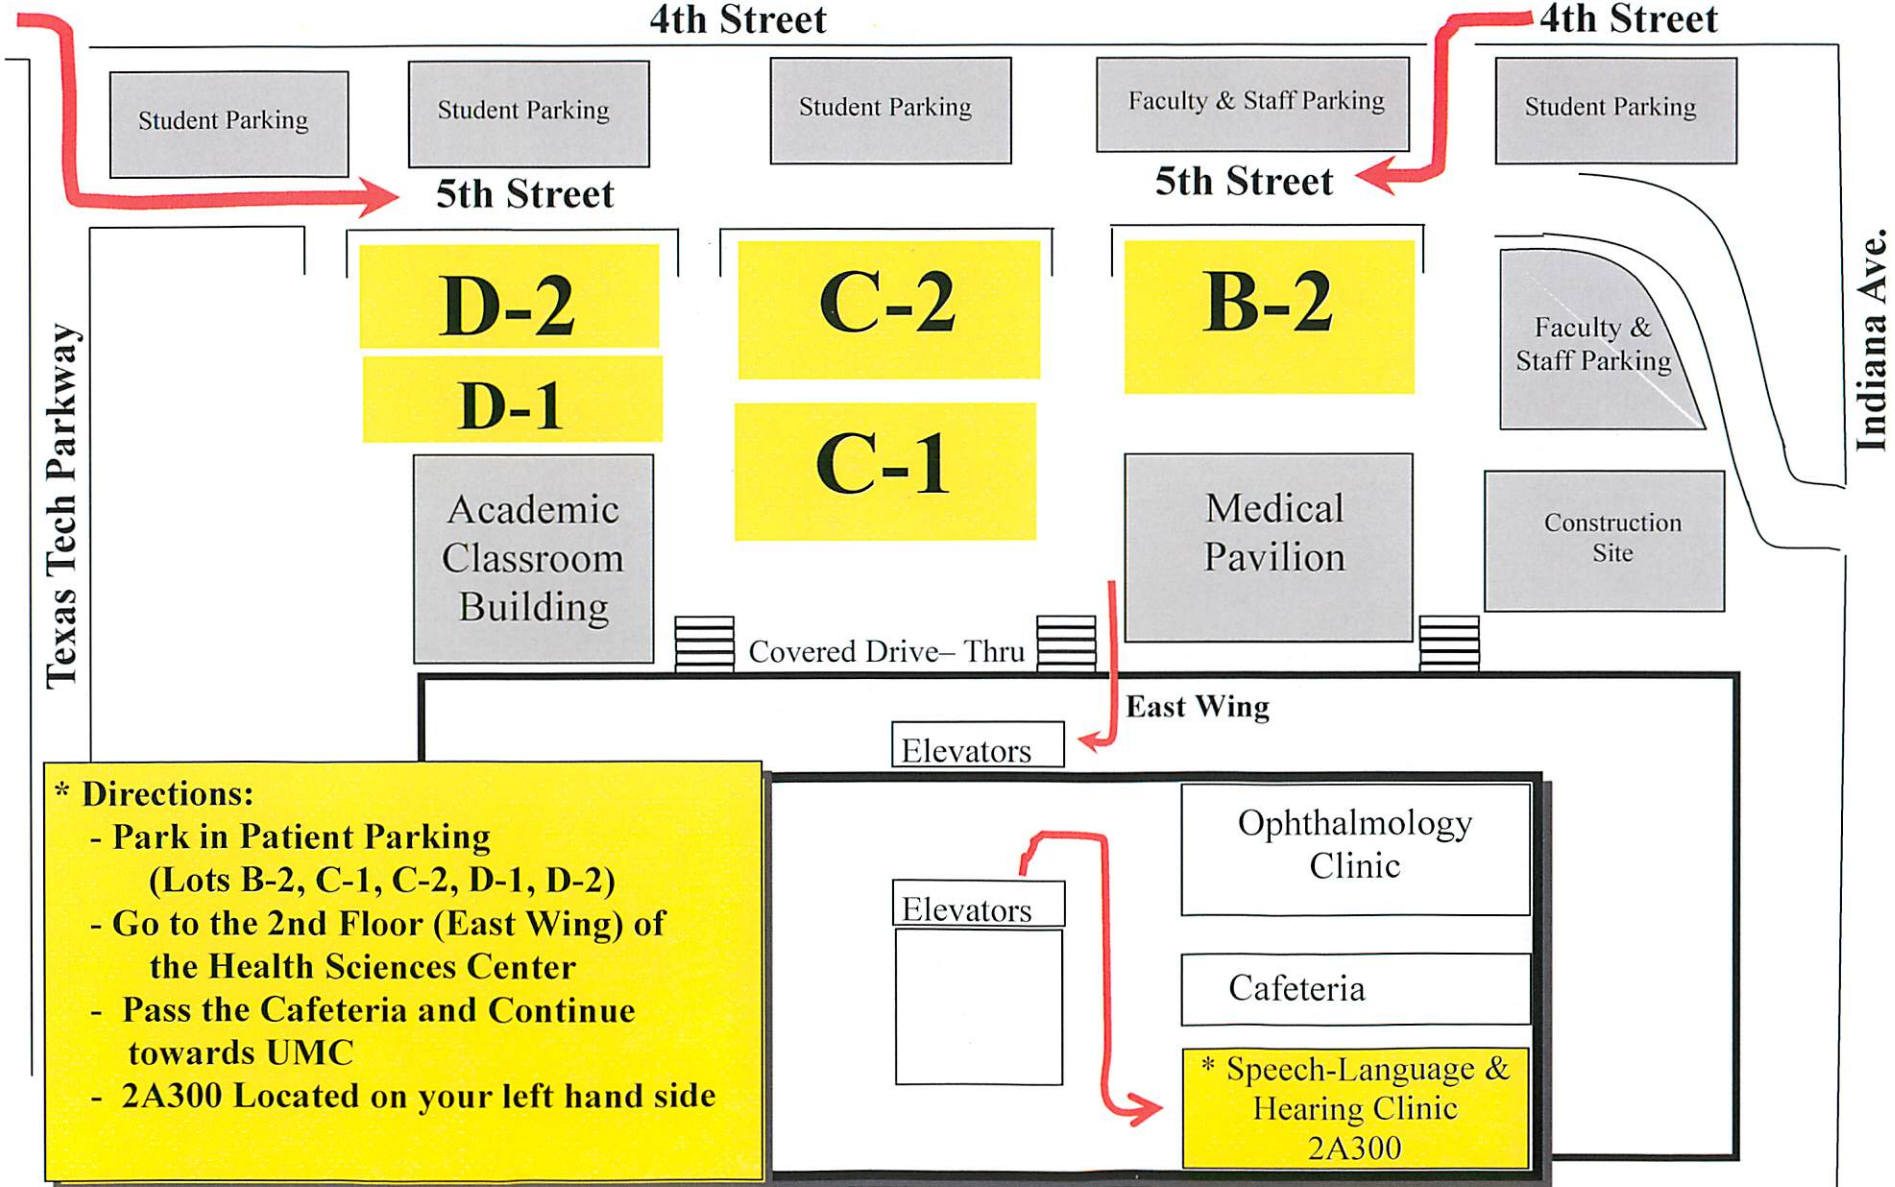 4th Street
4th Street
Student Parking
Student Parking
Student Parking
Faculty & Staff Parking
Student Parking
5th Street
5th Street
D-2
C-2
B-2
D-1
C-1
Faculty &
Staff Parking
Texas Tech Parkway
Indiana Ave.
Academic
Classroom
Building
Medical
Pavilion
Construction
Site
Covered Drive– Thru
East Wing
Elevators
* Directions:
- Park in Patient Parking
(Lots B-2, C-1, C-2, D-1, D-2)
- Go to the 2nd Floor (East Wing) of
the Health Sciences Center
- Pass the Cafeteria and Continue
towards UMC
- 2A300 Located on your left hand side
Elevators
Ophthalmology
Clinic
Cafeteria
* Speech-Language &
Hearing Clinic
2A300